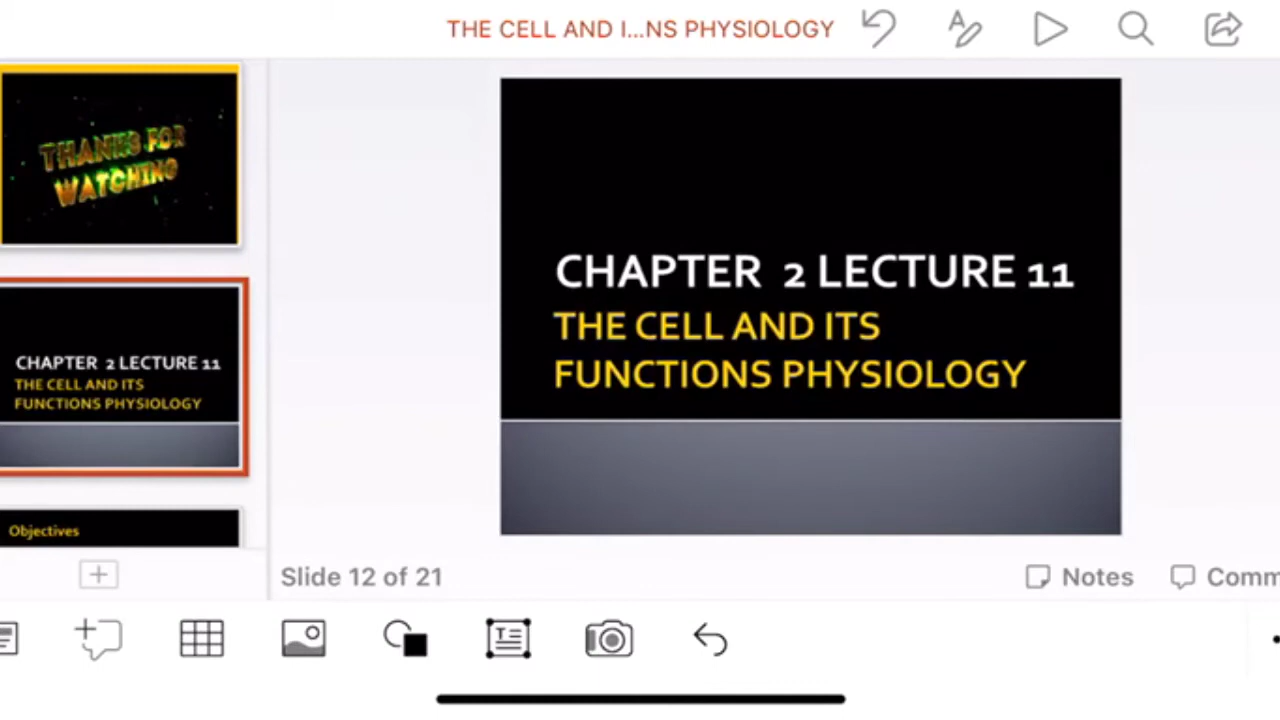 THE CELL AND I...NS PHYSIOLOGY
THANKS FOR
WATCHING
CHAPTER 2 LECTURE 11
THE CELL AND ITS
FUNCTIONS PHYSIOLOGY
Objectives
CHAPTER 2 LECTURE 11
THE CELL AND ITS
FUNCTIONS PHYSIOLOGY
Slide 12 of 21
Notes
Comm